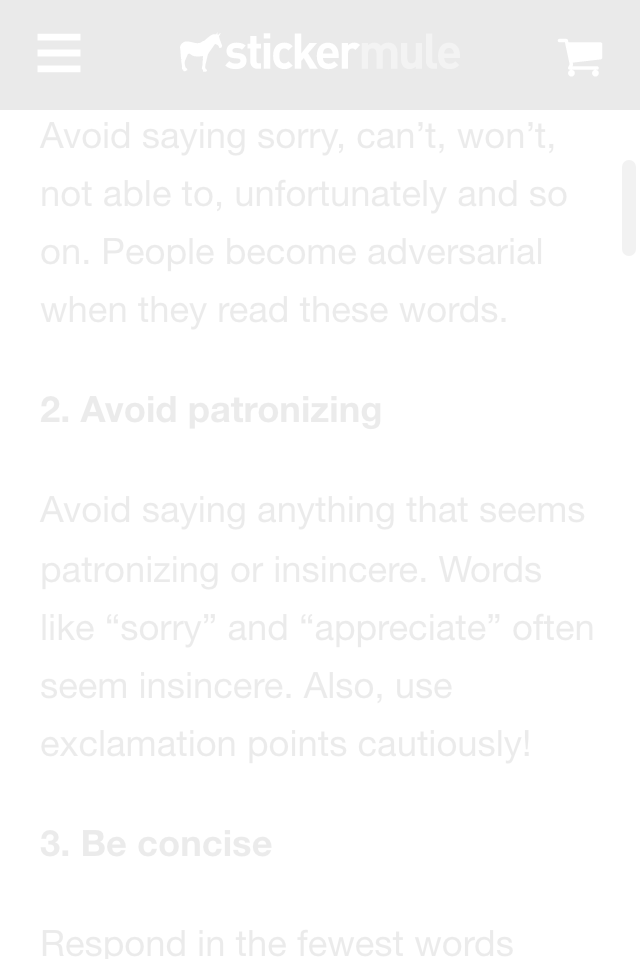 stickermule
Avoid saying sorry, can’t, won’t,
not able to, unfortunately and so
on. People become adversarial
when they read these words.
2. Avoid patronizing
Avoid saying anything that seems
patronizing or insincere. Words
like “sorry” and “appreciate” often
seem insincere. Also, use
exclamation points cautiously!
3. Be concise
Respond in the fewest words